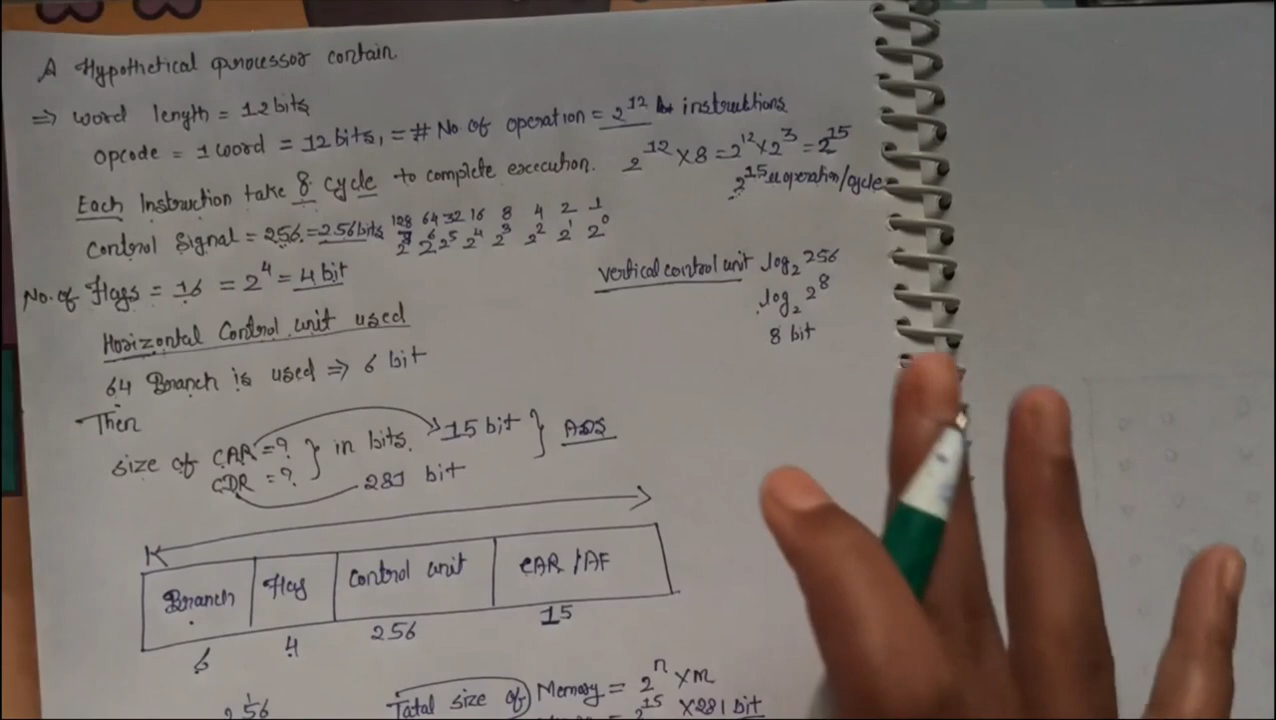 A Hypothetical processor contain
⇒ word length = 12 bits
opcode = 1 word = 12 bits, = # No. of operation = 2^12 instructions
Each Instruction take 8 cycle to complete execution. 2^12 × 8 = 2^12 × 2^3 = 2^15
2^15 μoperation/cycle
Control Signal = 256 = 256 bits 128 64 32 16 8 4 2 1
2^7 2^6 2^5 2^4 2^3 2^2 2^1 2^0
No. of Flags = 16 = 2^4 = 4 bit
vertical control unit log₂ 256
log₂ 2^8
8 bit
Horizontal Control unit used
64 Branch is used ⇒ 6 bit
Then
size of CAR = ? } in bits. 15 bit } Ans
CDR = ? 281 bit
Branch | Flag | Control unit | CAR / AF
6 4 256 15
256
Total size of Memory = 2^n × m
2^15 × 281 bit